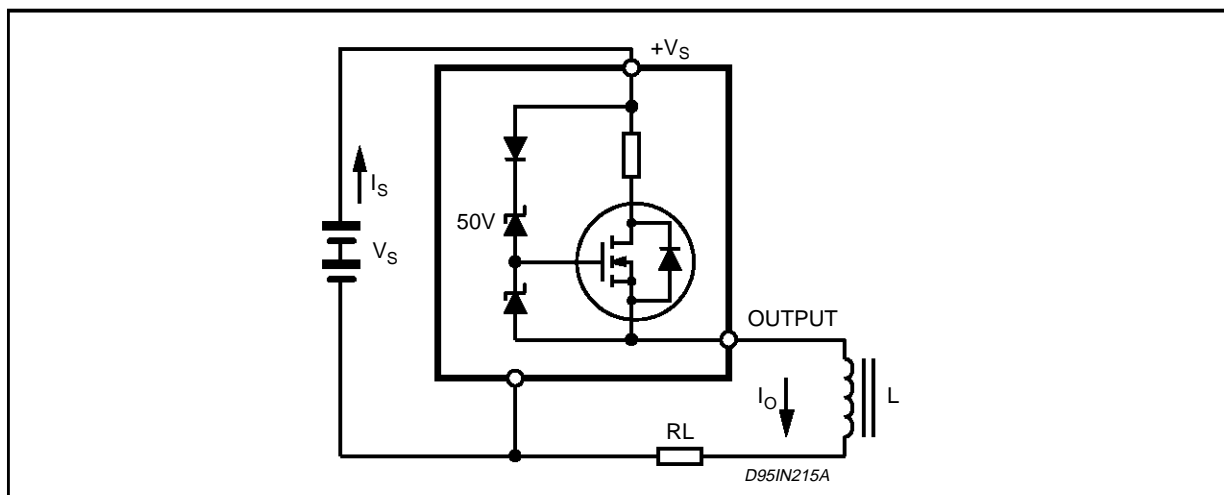 +V_S
I_S
50V
V_S
OUTPUT
I_O
L
RL
D95IN215A